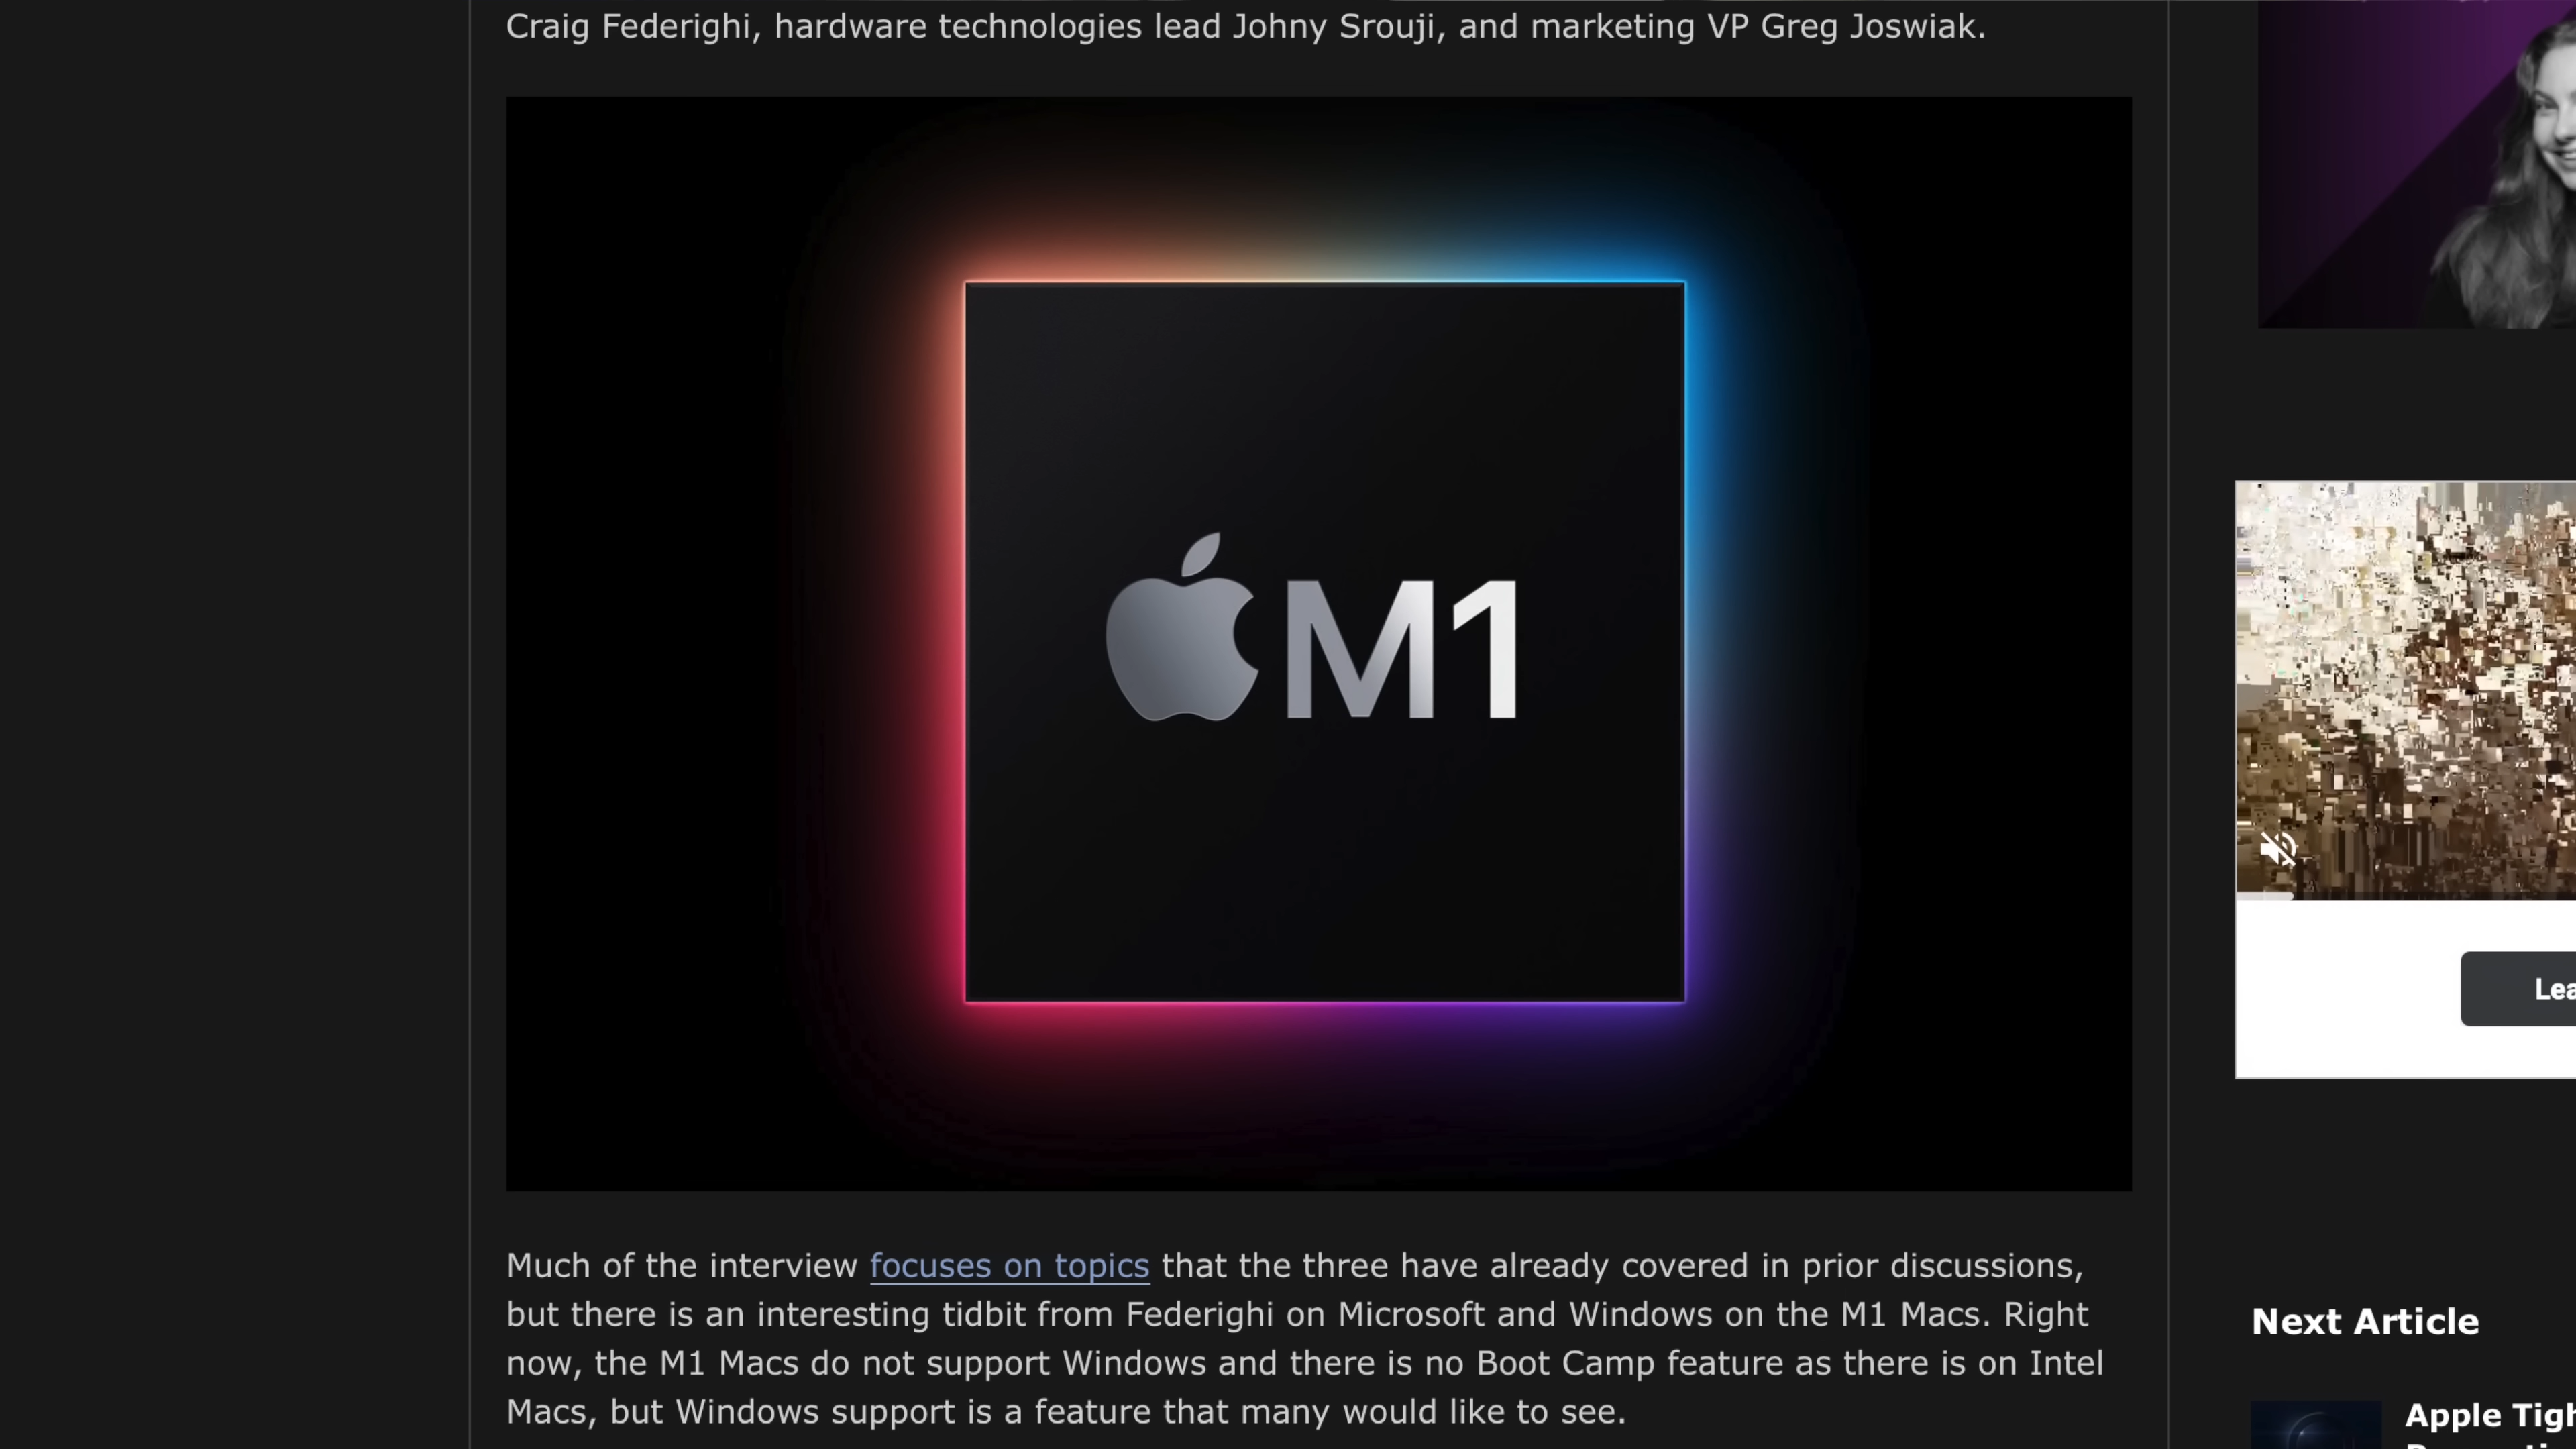 Craig Federighi, hardware technologies lead Johny Srouji, and marketing VP Greg Joswiak.
M1
Much of the interview focuses on topics that the three have already covered in prior discussions,
but there is an interesting tidbit from Federighi on Microsoft and Windows on the M1 Macs. Right
now, the M1 Macs do not support Windows and there is no Boot Camp feature as there is on Intel
Macs, but Windows support is a feature that many would like to see.
Next Article
Apple